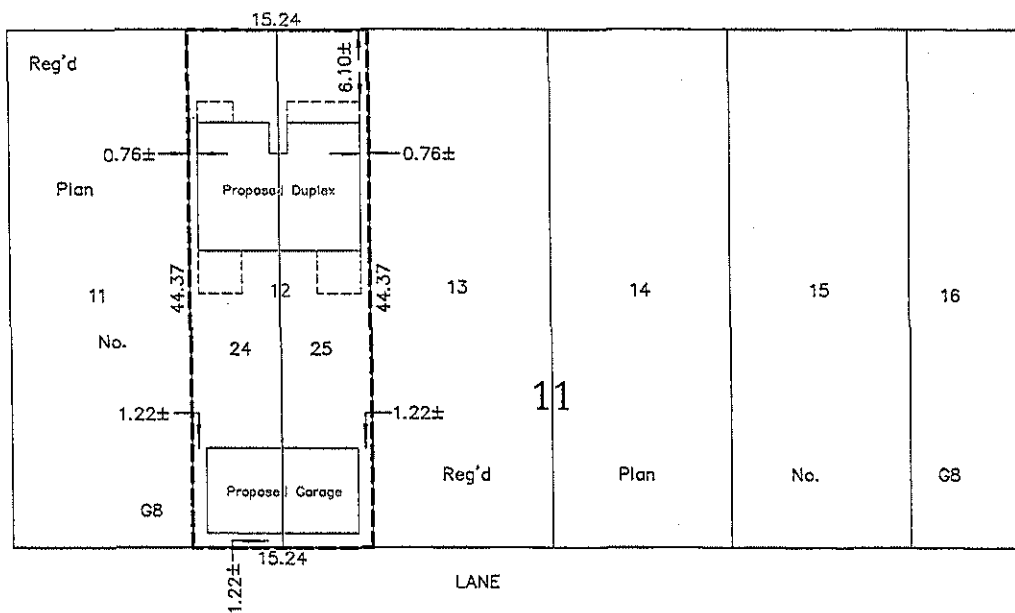 15.24
Reg'd
6.10±
0.76±
0.76±
Plan
Proposed Duplex
44.37
44.37
11
12
13
14
15
16
No.
24
25
11
1.22±
1.22±
Reg'd
Plan
No.
G8
Proposed Garage
G8
15.24
1.22±
LANE